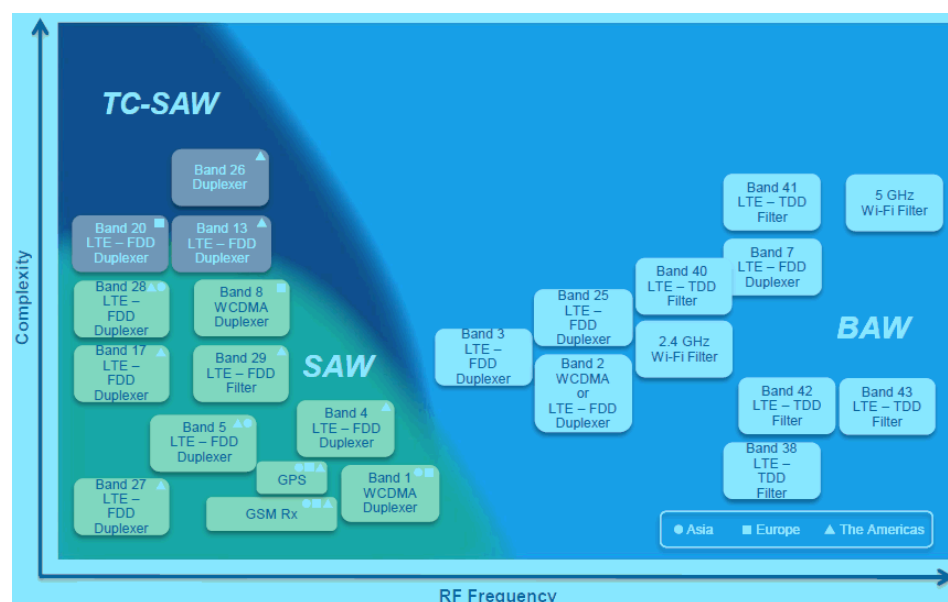 TC-SAW
Band 26
Duplexer
Band 20
LTE – FDD
Duplexer
Band 13
LTE – FDD
Duplexer
Band 28
LTE –
FDD
Duplexer
Band 8
WCDMA
Duplexer
Band 17
LTE –
FDD
Duplexer
Band 29
LTE – FDD
Filter
SAW
Band 5
LTE – FDD
Duplexer
Band 4
LTE – FDD
Duplexer
GPS
Band 1
WCDMA
Duplexer
Band 27
LTE –
FDD
Duplexer
GSM Rx
Band 3
LTE –
FDD
Duplexer
Band 25
LTE –
FDD
Duplexer
Band 2
WCDMA
or
LTE – FDD
Duplexer
Band 40
LTE – TDD
Filter
2.4 GHz
Wi-Fi Filter
Band 41
LTE – TDD
Filter
5 GHz
Wi-Fi Filter
Band 7
LTE – FDD
Duplexer
BAW
Band 42
LTE – TDD
Filter
Band 43
LTE – TDD
Filter
Band 38
LTE –
TDD
Filter
Asia
Europe
The Americas
Complexity
RF Frequency